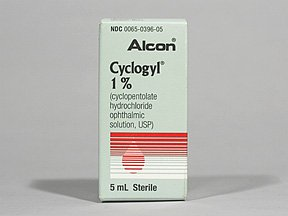 NDC 0065-0396-05
Alcon®
Cyclogyl®
1%
(cyclopentolate
hydrochloride
ophthalmic
solution, USP)
5 mL Sterile